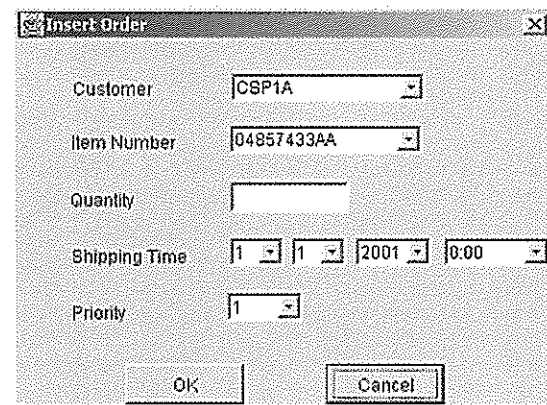 Insert Order
Customer CSP1A
Item Number 04857433AA
Quantity
Shipping Time 1 1 2001 0:00
Priority 1
OK Cancel